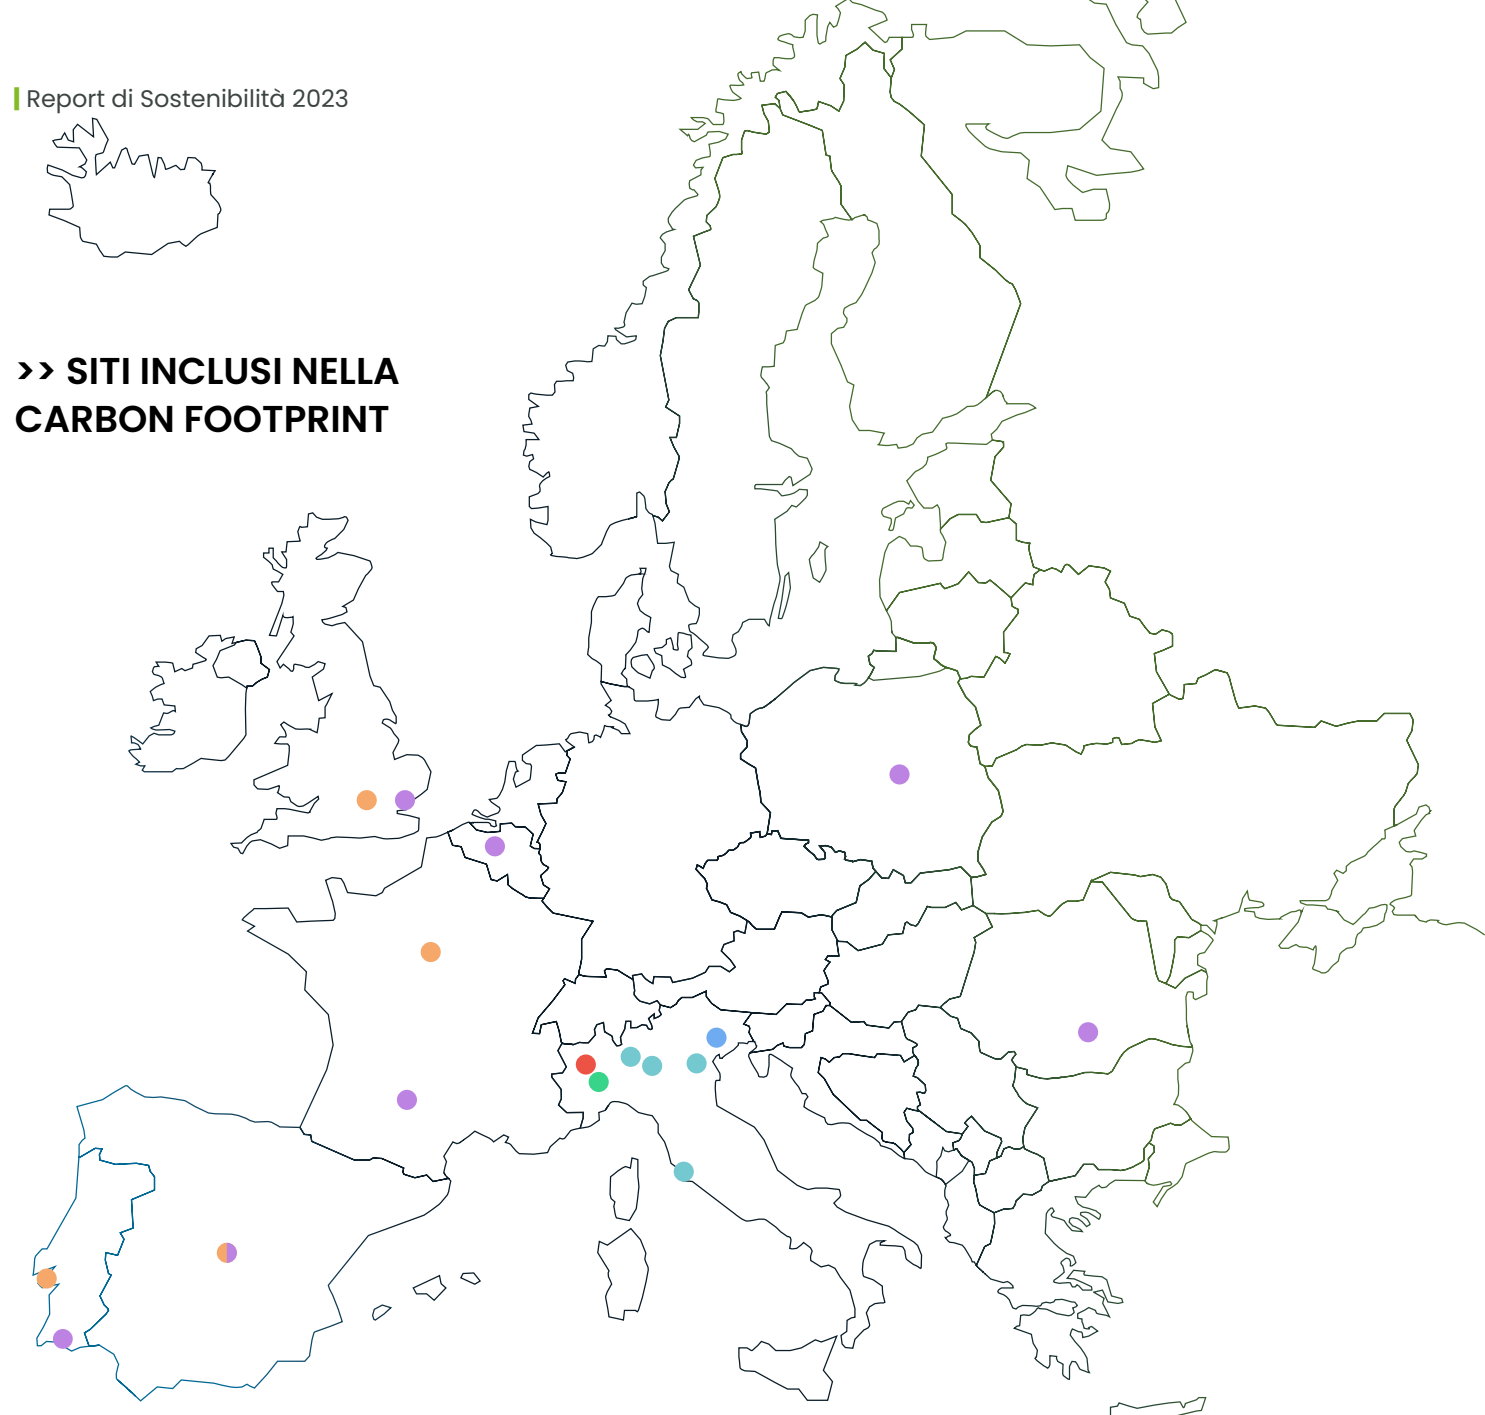 Report di Sostenibilità 2023
>> SITI INCLUSI NELLA
CARBON FOOTPRINT